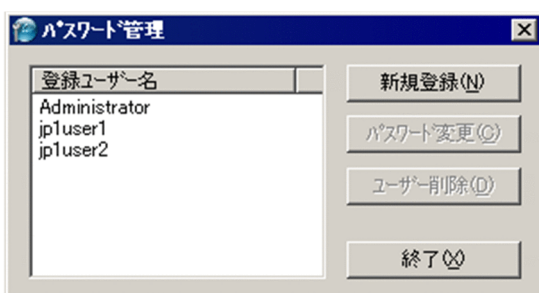 パスワード管理
登録ユーザー名
Administrator
jp1user1
jp1user2
新規登録(N)
パスワード変更(C)
ユーザー削除(D)
終了(X)